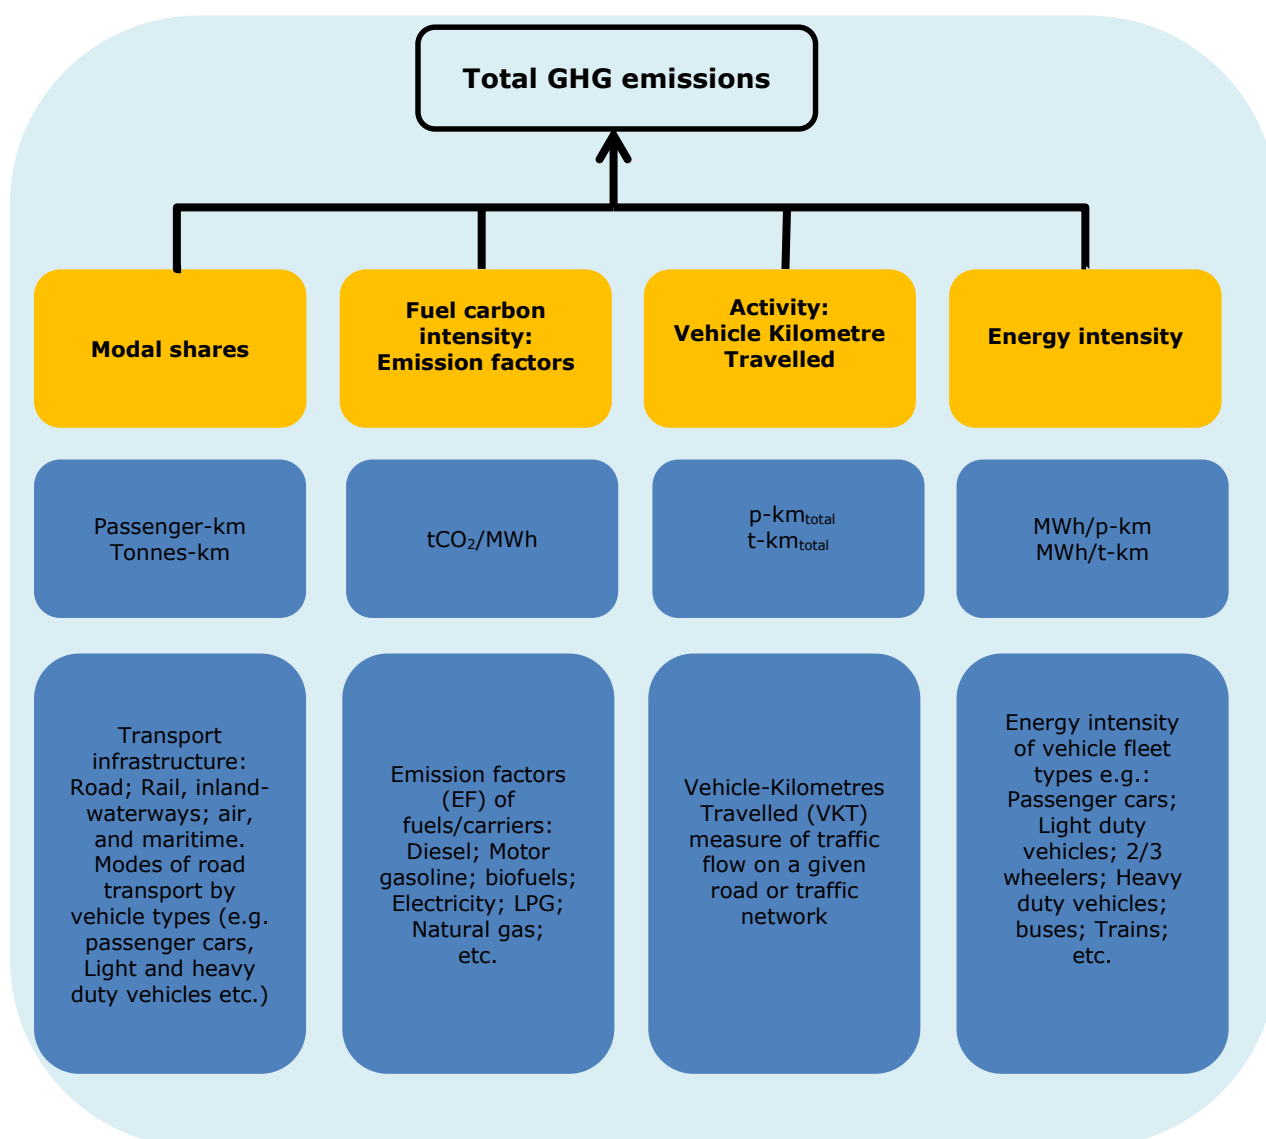 Total GHG emissions
Modal shares
Fuel carbon
intensity:
Emission factors
Activity:
Vehicle Kilometre
Travelled
Energy intensity
Passenger-km
Tonnes-km
tCO₂/MWh
p-km_total
t-km_total
MWh/p-km
MWh/t-km
Transport
infrastructure:
Road; Rail, inland-
waterways; air,
and maritime.
Modes of road
transport by
vehicle types (e.g.
passenger cars,
Light and heavy
duty vehicles etc.)
Emission factors
(EF) of
fuels/carriers:
Diesel; Motor
gasoline; biofuels;
Electricity; LPG;
Natural gas;
etc.
Vehicle-Kilometres
Travelled (VKT)
measure of traffic
flow on a given
road or traffic
network
Energy intensity
of vehicle fleet
types e.g.:
Passenger cars;
Light duty
vehicles; 2/3
wheelers; Heavy
duty vehicles;
buses; Trains;
etc.